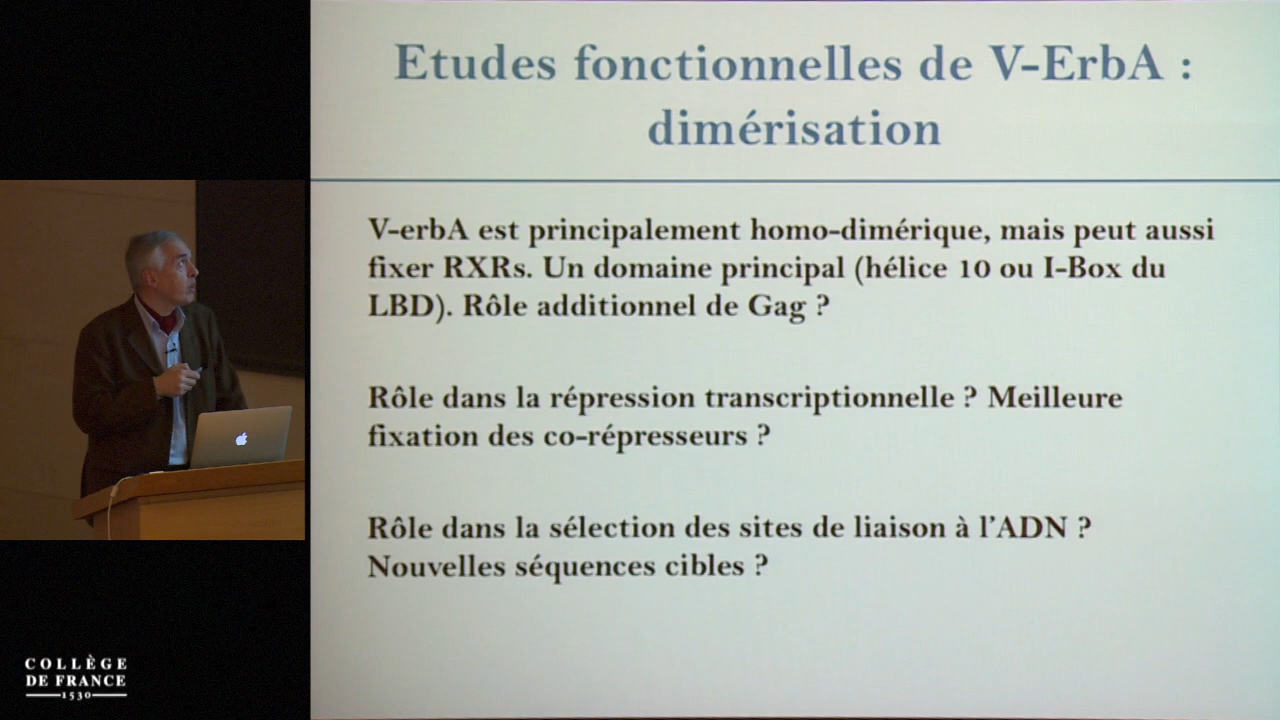 Etudes fonctionnelles de V-ErbA :
dimérisation
V-erbA est principalement homo-dimérique, mais peut aussi
fixer RXRs. Un domaine principal (hélice 10 ou I-Box du
LBD). Rôle additionnel de Gag ?
Rôle dans la répression transcriptionnelle ? Meilleure
fixation des co-répresseurs ?
Rôle dans la sélection des sites de liaison à l'ADN ?
Nouvelles séquences cibles ?
COLLÈGE
DE FRANCE
1530